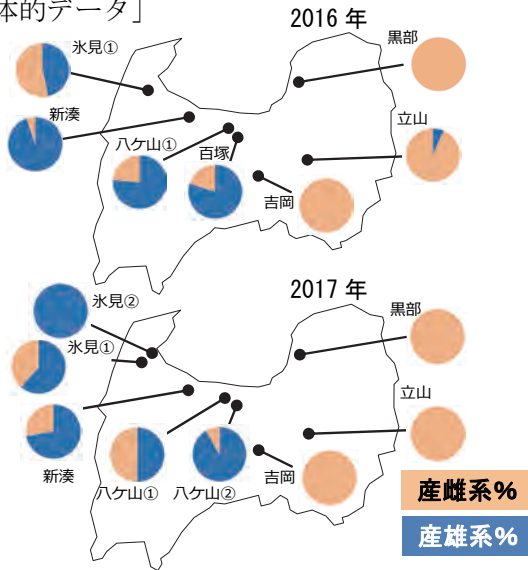 体的データ」
2016 年
氷見①
黒部
新湊
立山
八ケ山①
百塚
吉岡
2017 年
氷見②
黒部
氷見①
立山
新湊
八ケ山①
八ケ山②
吉岡
産雌系%
産雄系%